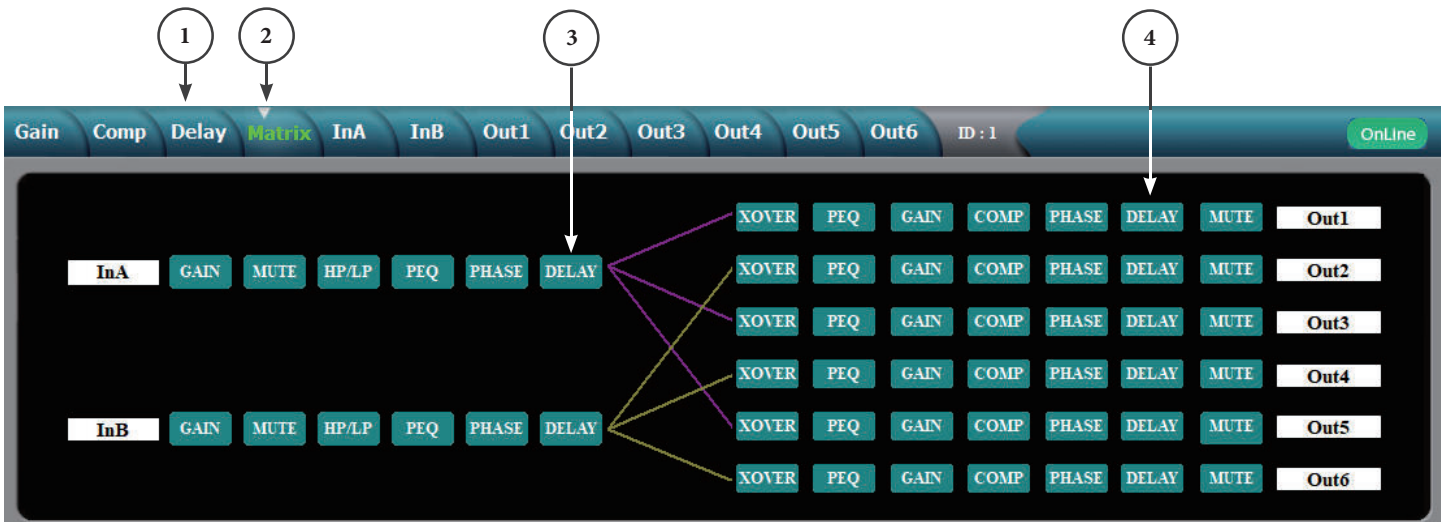 1 2 3 4
Gain Comp Delay Matrix InA InB Out1 Out2 Out3 Out4 Out5 Out6 ID : 1 OnLine
XOVER PEQ GAIN COMP PHASE DELAY MUTE Out1
InA GAIN MUTE HP/LP PEQ PHASE DELAY XOVER PEQ GAIN COMP PHASE DELAY MUTE Out2
XOVER PEQ GAIN COMP PHASE DELAY MUTE Out3
XOVER PEQ GAIN COMP PHASE DELAY MUTE Out4
InB GAIN MUTE HP/LP PEQ PHASE DELAY XOVER PEQ GAIN COMP PHASE DELAY MUTE Out5
XOVER PEQ GAIN COMP PHASE DELAY MUTE Out6